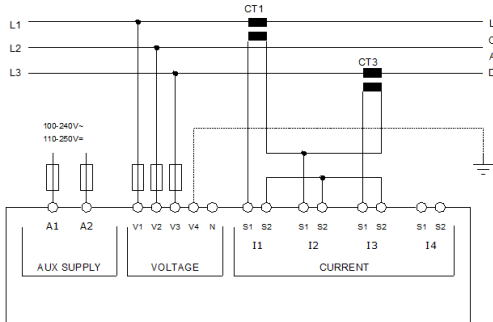 CT1
L1
L
L2
O
A
L3
D
CT3
100-240V~
110-250V=
A1 A2 V1 V2 V3 V4 N S1 S2 S1 S2 S1 S2 S1 S2
I1 I2 I3 I4
AUX SUPPLY VOLTAGE CURRENT